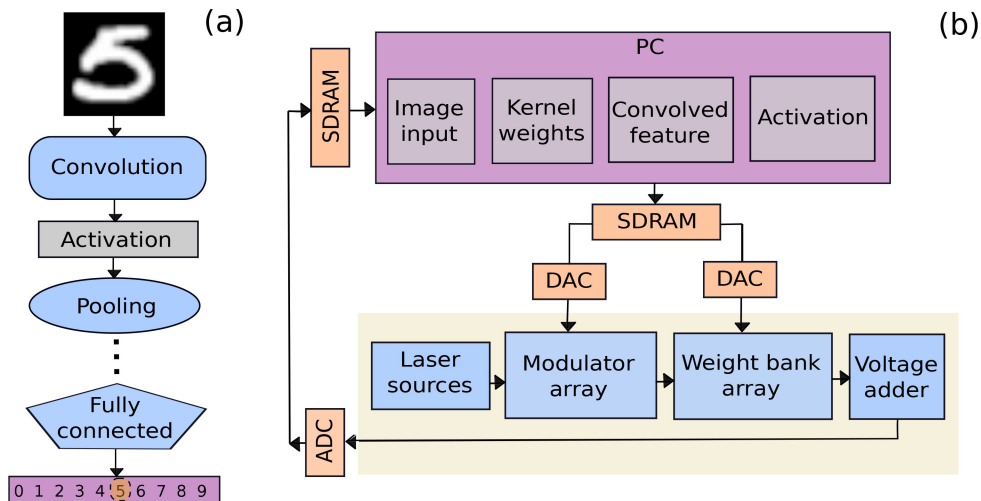 (a)
5
Convolution
Activation
Pooling
Fully
connected
0 1 2 3 4 5 6 7 8 9
(b)
PC
SDRAM
Image
input
Kernel
weights
Convolved
feature
Activation
SDRAM
DAC
DAC
Laser
sources
Modulator
array
Weight bank
array
Voltage
adder
ADC